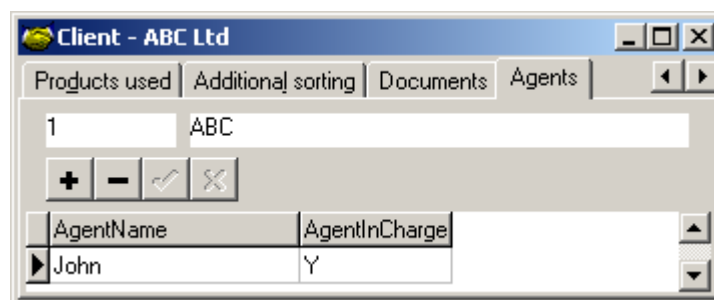 Client - ABC Ltd
Products used Additional sorting Documents Agents
1 ABC
AgentName AgentInCharge
John Y